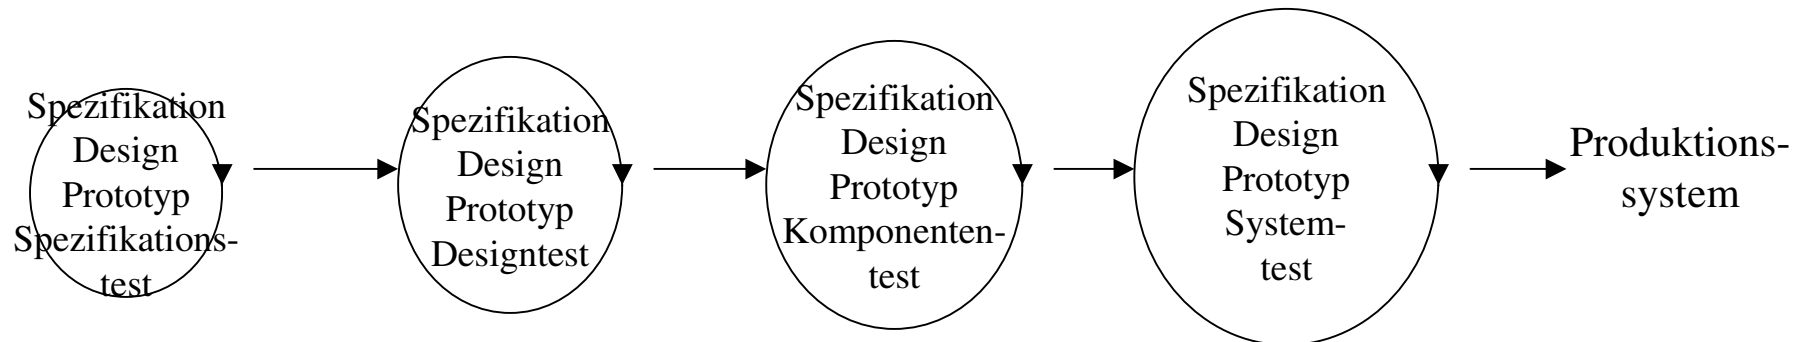 Spezifikation
Design
Prototyp
Spezifikations-
test
Spezifikation
Design
Prototyp
Designtest
Spezifikation
Design
Prototyp
Komponenten-
test
Spezifikation
Design
Prototyp
System-
test
Produktions-
system